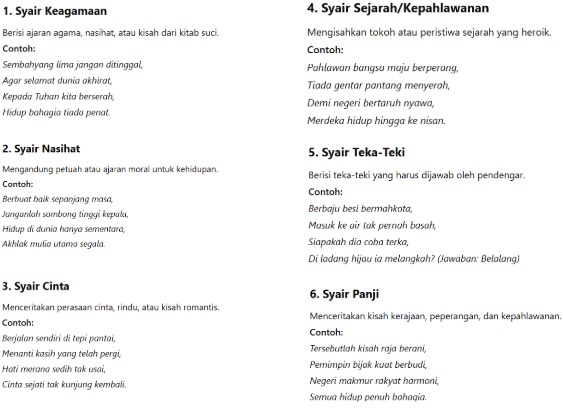 1. Syair Keagamaan
Berisi ajaran agama, nasihat, atau kisah dari kitab suci.
Contoh:
Sembahyang lima jangan ditinggal,
Agar selamat dunia akhirat,
Kepada Tuhan kita berserah,
Hidup bahagia tiada penat.
2. Syair Nasihat
Mengandung petuah atau ajaran moral untuk kehidupan.
Contoh:
Berbuat baik sepanjang masa,
Janganlah sombong tinggi kepala,
Hidup di dunia hanya sementara,
Akhlak mulia utama segala.
3. Syair Cinta
Menceritakan perasaan cinta, rindu, atau kisah romantis.
Contoh:
Berjalan sendiri di tepi pantai,
Menanti kasih yang telah pergi,
Hati merana sedih tak usai,
Cinta sejati tak kunjung kembali.
4. Syair Sejarah/Kepahlawanan
Mengisahkan tokoh atau peristiwa sejarah yang heroik.
Contoh:
Pahlawan bangsa maju berperang,
Tiada gentar pantang menyerah,
Demi negeri bertaruh nyawa,
Merdeka hidup hingga ke nisan.
5. Syair Teka-Teki
Berisi teka-teki yang harus dijawab oleh pendengar.
Contoh:
Berbaju besi bermahkota,
Masuk ke air tak pernah basah,
Siapakah dia coba terka,
Di ladang hijau ia melangkah? (Jawaban: Belalang)
6. Syair Panji
Menceritakan kisah kerajaan, peperangan, dan kepahlawanan.
Contoh:
Tersebutlah kisah raja berani,
Pemimpin bijak kuat berbudi,
Negeri makmur rakyat harmoni,
Semua hidup penuh bahagia.